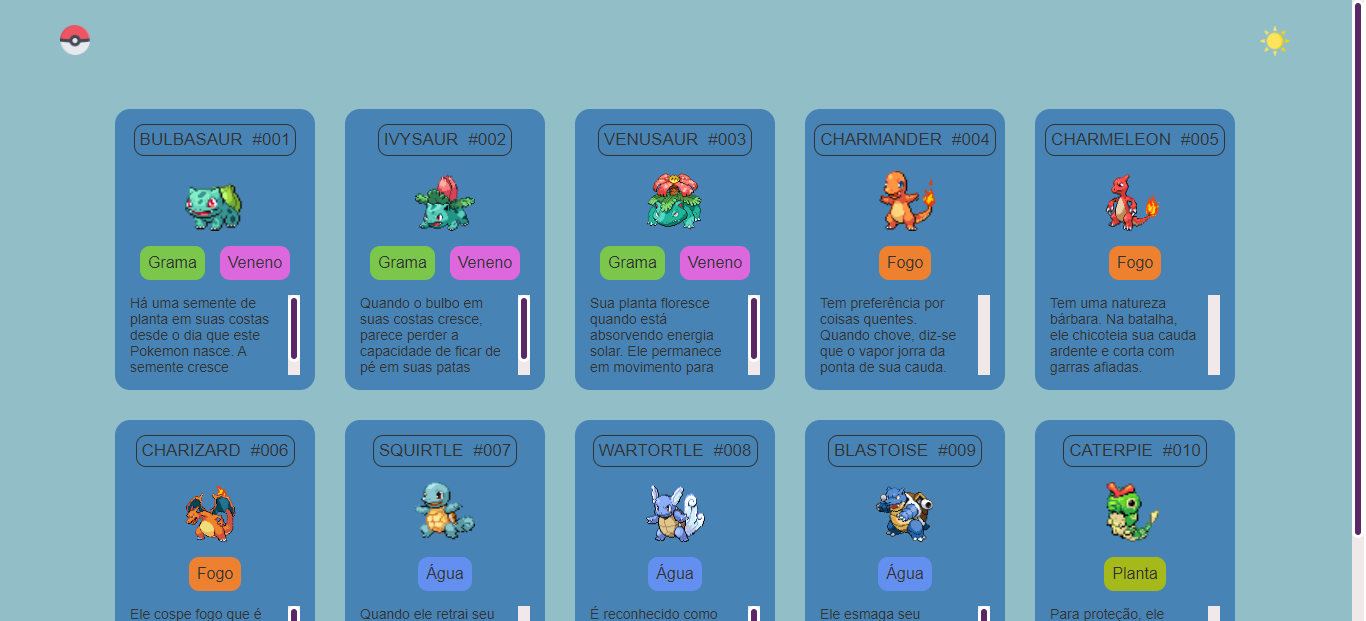 BULBASAUR #001
Grama Veneno
Há uma semente de
planta em suas costas
desde o dia que este
Pokemon nasce. A
semente cresce
IVYSAUR #002
Grama Veneno
Quando o bulbo em
suas costas cresce,
parece perder a
capacidade de ficar de
pé em suas patas
VENUSAUR #003
Grama Veneno
Sua planta floresce
quando está
absorvendo energia
solar. Ele permanece
em movimento para
CHARMANDER #004
Fogo
Tem preferência por
coisas quentes.
Quando chove, diz-se
que o vapor jorra da
ponta de sua cauda.
CHARMELEON #005
Fogo
Tem uma natureza
bárbara. Na batalha,
ele chicoteia sua cauda
ardente e corta com
garras afiadas.
CHARIZARD #006
Fogo
Ele cospe fogo que é
SQUIRTLE #007
Água
Quando ele retrai seu
WARTORTLE #008
Água
É reconhecido como
BLASTOISE #009
Água
Ele esmaga seu
CATERPIE #010
Planta
Para proteção, ele